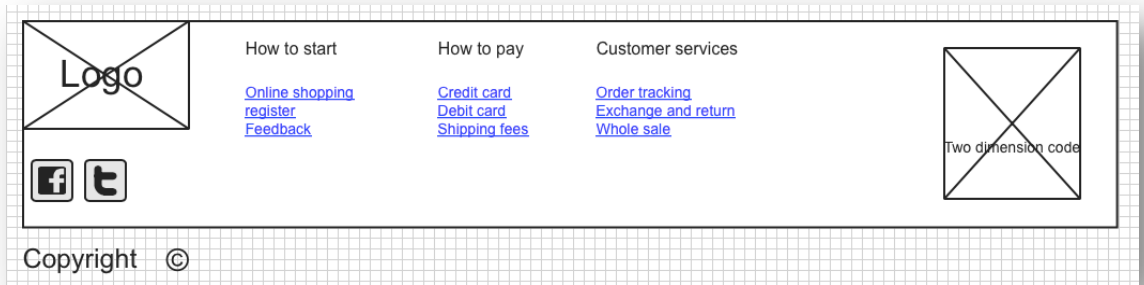 Logo
How to start
Online shopping
register
Feedback
How to pay
Credit card
Debit card
Shipping fees
Customer services
Order tracking
Exchange and return
Whole sale
Two dimension code
f
t
Copyright ©